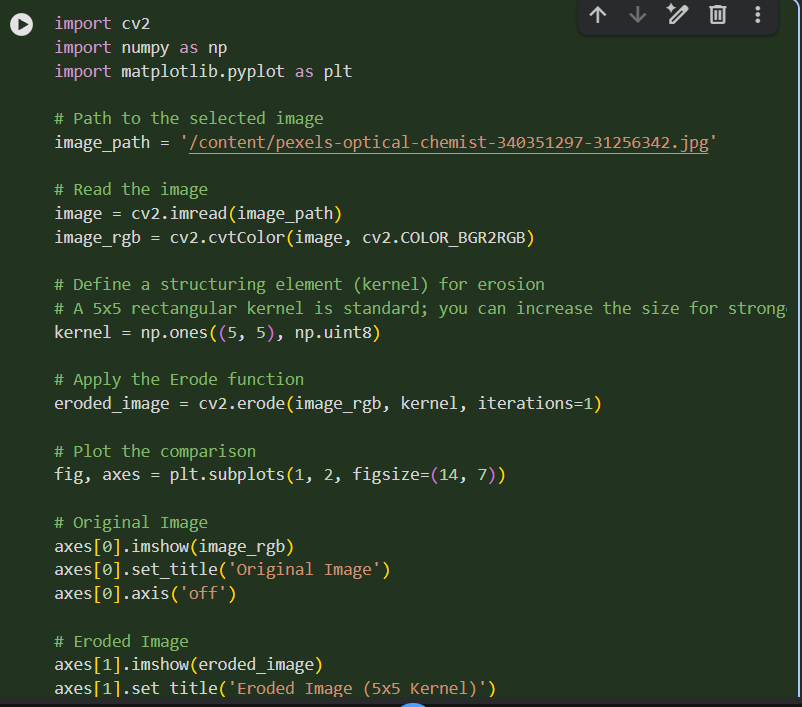 import cv2
import numpy as np
import matplotlib.pyplot as plt
# Path to the selected image
image_path = '/content/pexels-optical-chemist-340351297-31256342.jpg'
# Read the image
image = cv2.imread(image_path)
image_rgb = cv2.cvtColor(image, cv2.COLOR_BGR2RGB)
# Define a structuring element (kernel) for erosion
# A 5x5 rectangular kernel is standard; you can increase the size for strong
kernel = np.ones((5, 5), np.uint8)
# Apply the Erode function
eroded_image = cv2.erode(image_rgb, kernel, iterations=1)
# Plot the comparison
fig, axes = plt.subplots(1, 2, figsize=(14, 7))
# Original Image
axes[0].imshow(image_rgb)
axes[0].set_title('Original Image')
axes[0].axis('off')
# Eroded Image
axes[1].imshow(eroded_image)
axes[1].set_title('Eroded Image (5x5 Kernel)')